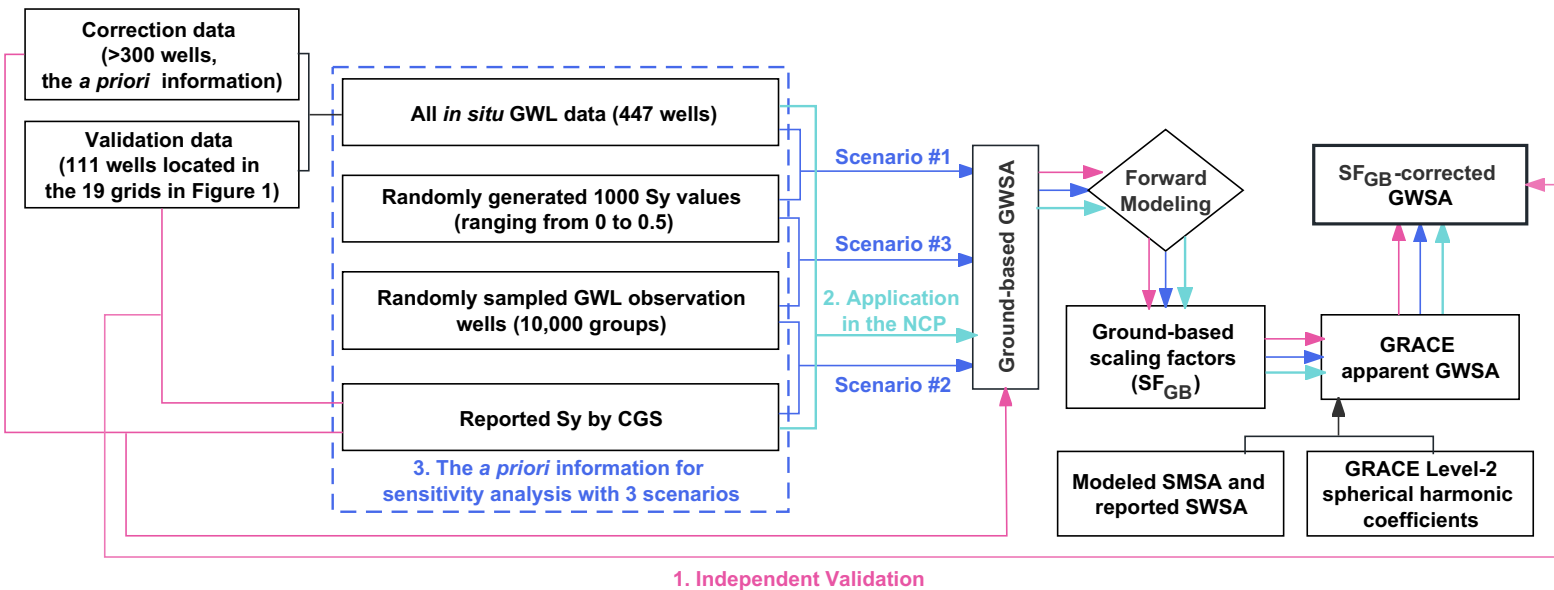 Correction data
(>300 wells,
the a priori information)
Validation data
(111 wells located in
the 19 grids in Figure 1)
All in situ GWL data (447 wells)
Randomly generated 1000 Sy values
(ranging from 0 to 0.5)
Randomly sampled GWL observation
wells (10,000 groups)
Reported Sy by CGS
3. The a priori information for
sensitivity analysis with 3 scenarios
Scenario #1
Scenario #3
2. Application
in the NCP
Scenario #2
Ground-based GWSA
Forward
Modeling
Ground-based
scaling factors
(SFGB)
SFGB-corrected
GWSA
GRACE
apparent GWSA
Modeled SMSA and
reported SWSA
GRACE Level-2
spherical harmonic
coefficients
1. Independent Validation